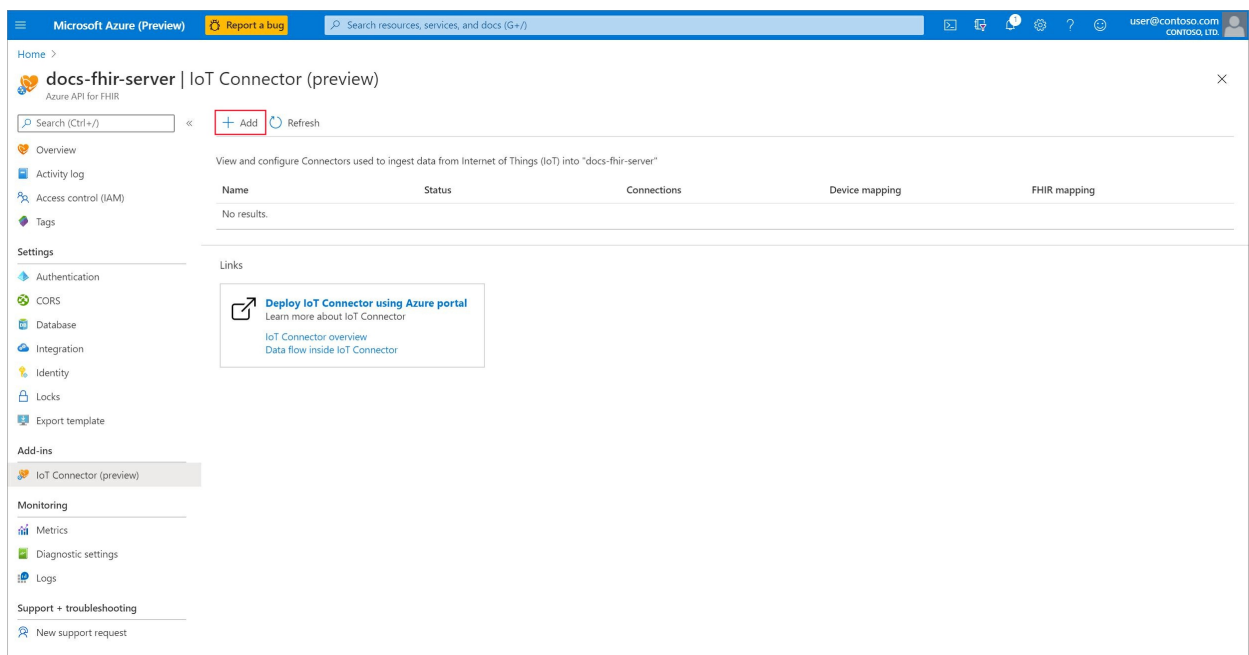 Microsoft Azure (Preview)
Report a bug
Search resources, services, and docs (G+/)
1
user@contoso.com
CONTOSO, LTD.
Home >
docs-fhir-server | IoT Connector (preview)
Azure API for FHIR
Search (Ctrl+/)
«
Add
Refresh
Overview
Activity log
Access control (IAM)
Tags
Settings
Authentication
CORS
Database
Integration
Identity
Locks
Export template
Add-ins
IoT Connector (preview)
Monitoring
Metrics
Diagnostic settings
Logs
Support + troubleshooting
New support request
View and configure Connectors used to ingest data from Internet of Things (IoT) into "docs-fhir-server"
Name Status Connections Device mapping FHIR mapping
No results.
Links
Deploy IoT Connector using Azure portal
Learn more about IoT Connector
IoT Connector overview
Data flow inside IoT Connector